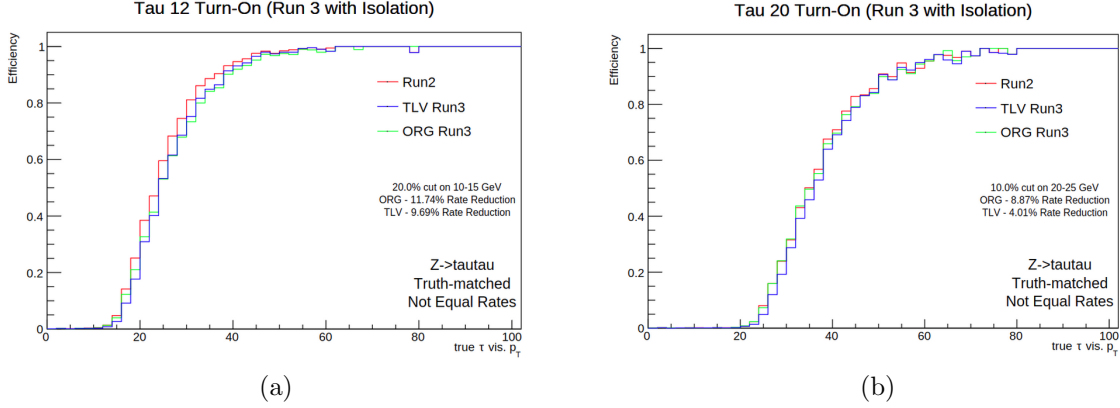 Tau 12 Turn-On (Run 3 with Isolation)
Efficiency
1
0.8
0.6
0.4
0.2
0
Run2
TLV Run3
ORG Run3
20.0% cut on 10-15 GeV
ORG - 11.74% Rate Reduction
TLV - 9.69% Rate Reduction
Z->tautau
Truth-matched
Not Equal Rates
0 20 40 60 80 100
true τ vis. p_T
(a)
Tau 20 Turn-On (Run 3 with Isolation)
Efficiency
1
0.8
0.6
0.4
0.2
0
Run2
TLV Run3
ORG Run3
10.0% cut on 20-25 GeV
ORG - 8.87% Rate Reduction
TLV - 4.01% Rate Reduction
Z->tautau
Truth-matched
Not Equal Rates
0 20 40 60 80 100
true τ vis. p_T
(b)